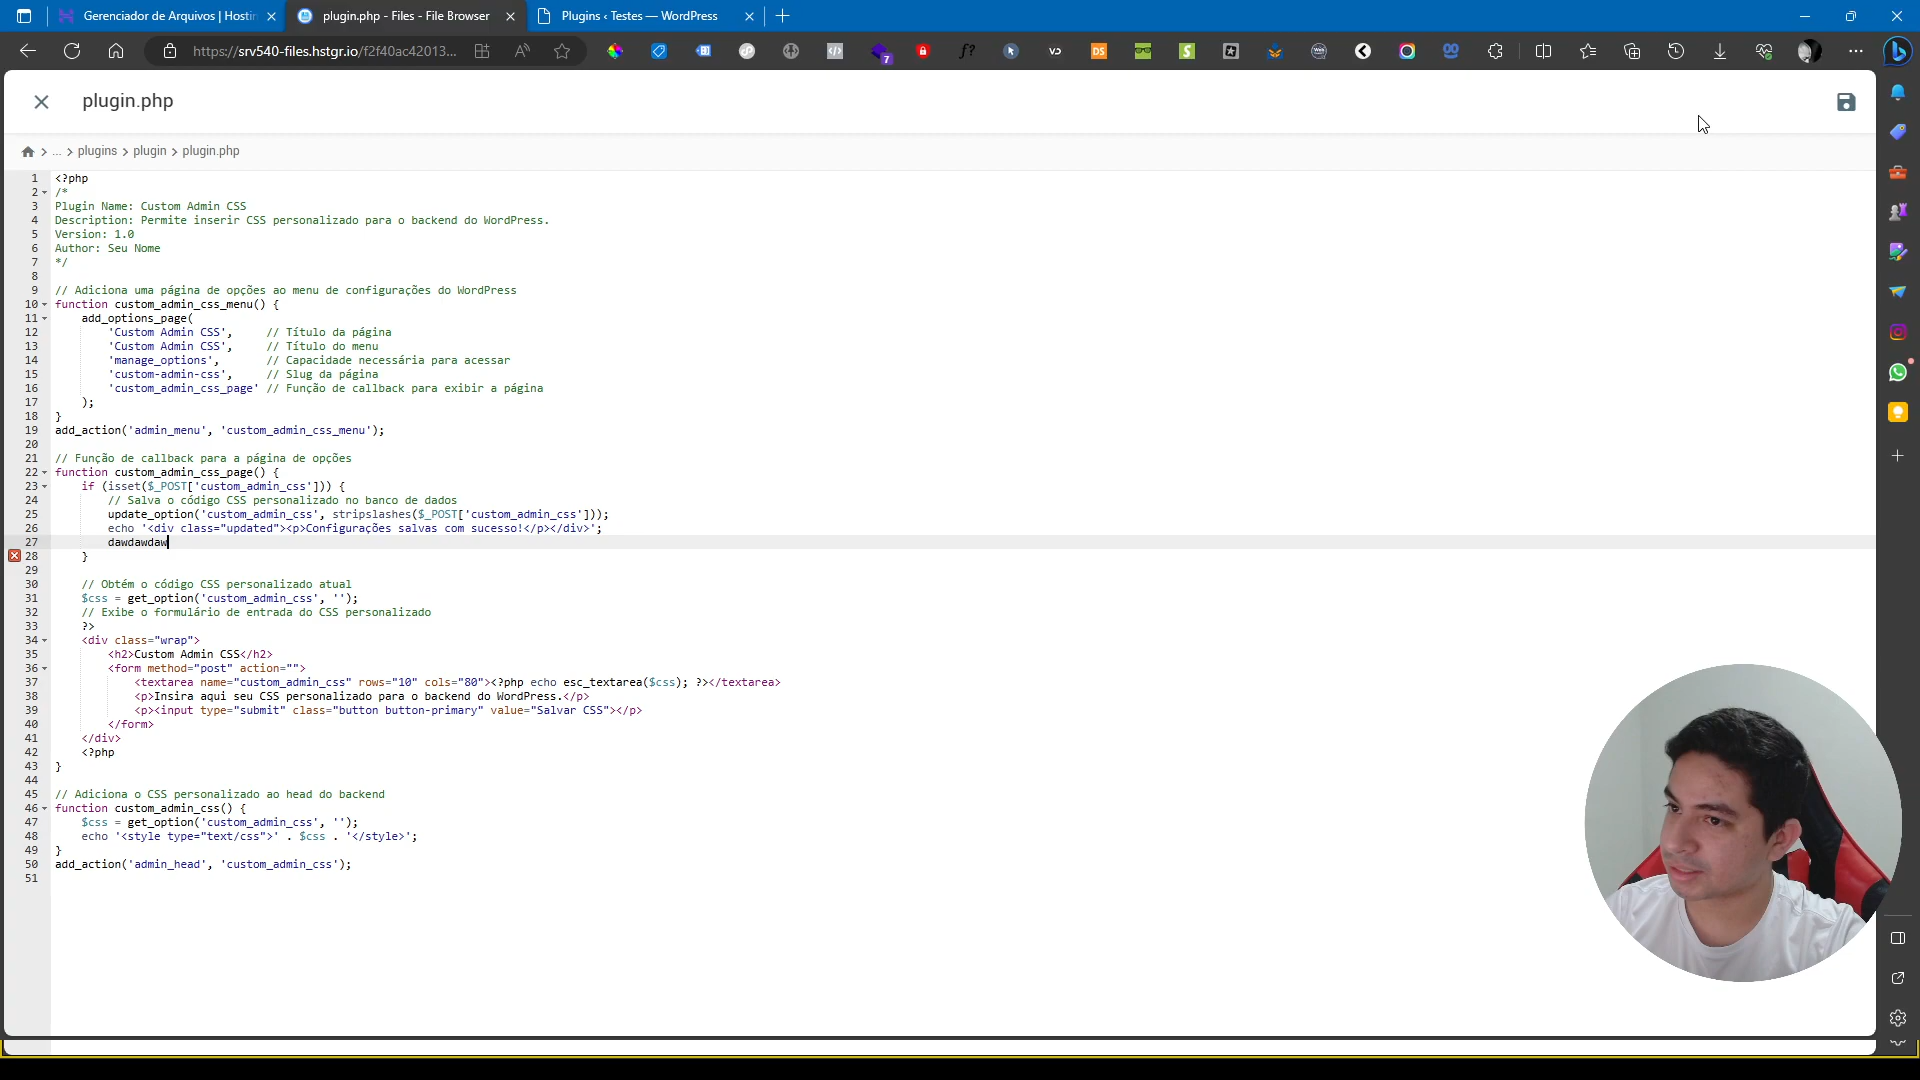 Gerenciador de Arquivos | Hostin
plugin.php - Files - File Browser
Plugins ‹ Testes — WordPress
https://srv540-files.hstgr.io/f2f40ac42013...
7
f?
DS
plugin.php
... > plugins > plugin > plugin.php
1 <?php
2 /*
3 Plugin Name: Custom Admin CSS
4 Description: Permite inserir CSS personalizado para o backend do WordPress.
5 Version: 1.0
6 Author: Seu Nome
7 */
8
9 // Adiciona uma página de opções ao menu de configurações do WordPress
10 function custom_admin_css_menu() {
11 add_options_page(
12 'Custom Admin CSS', // Título da página
13 'Custom Admin CSS', // Título do menu
14 'manage_options', // Capacidade necessária para acessar
15 'custom-admin-css', // Slug da página
16 'custom_admin_css_page' // Função de callback para exibir a página
17 );
18 }
19 add_action('admin_menu', 'custom_admin_css_menu');
20
21 // Função de callback para a página de opções
22 function custom_admin_css_page() {
23 if (isset($_POST['custom_admin_css'])) {
24 // Salva o código CSS personalizado no banco de dados
25 update_option('custom_admin_css', stripslashes($_POST['custom_admin_css']));
26 echo '<div class="updated"><p>Configurações salvas com sucesso!</p></div>';
27 dawdawdaw
28 }
29
30 // Obtém o código CSS personalizado atual
31 $css = get_option('custom_admin_css', '');
32 // Exibe o formulário de entrada do CSS personalizado
33 ?>
34 <div class="wrap">
35 <h2>Custom Admin CSS</h2>
36 <form method="post" action="">
37 <textarea name="custom_admin_css" rows="10" cols="80"><?php echo esc_textarea($css); ?></textarea>
38 <p>Insira aqui seu CSS personalizado para o backend do WordPress.</p>
39 <p><input type="submit" class="button button-primary" value="Salvar CSS"></p>
40 </form>
41 </div>
42 <?php
43 }
44
45 // Adiciona o CSS personalizado ao head do backend
46 function custom_admin_css() {
47 $css = get_option('custom_admin_css', '');
48 echo '<style type="text/css">' . $css . '</style>';
49 }
50 add_action('admin_head', 'custom_admin_css');
51